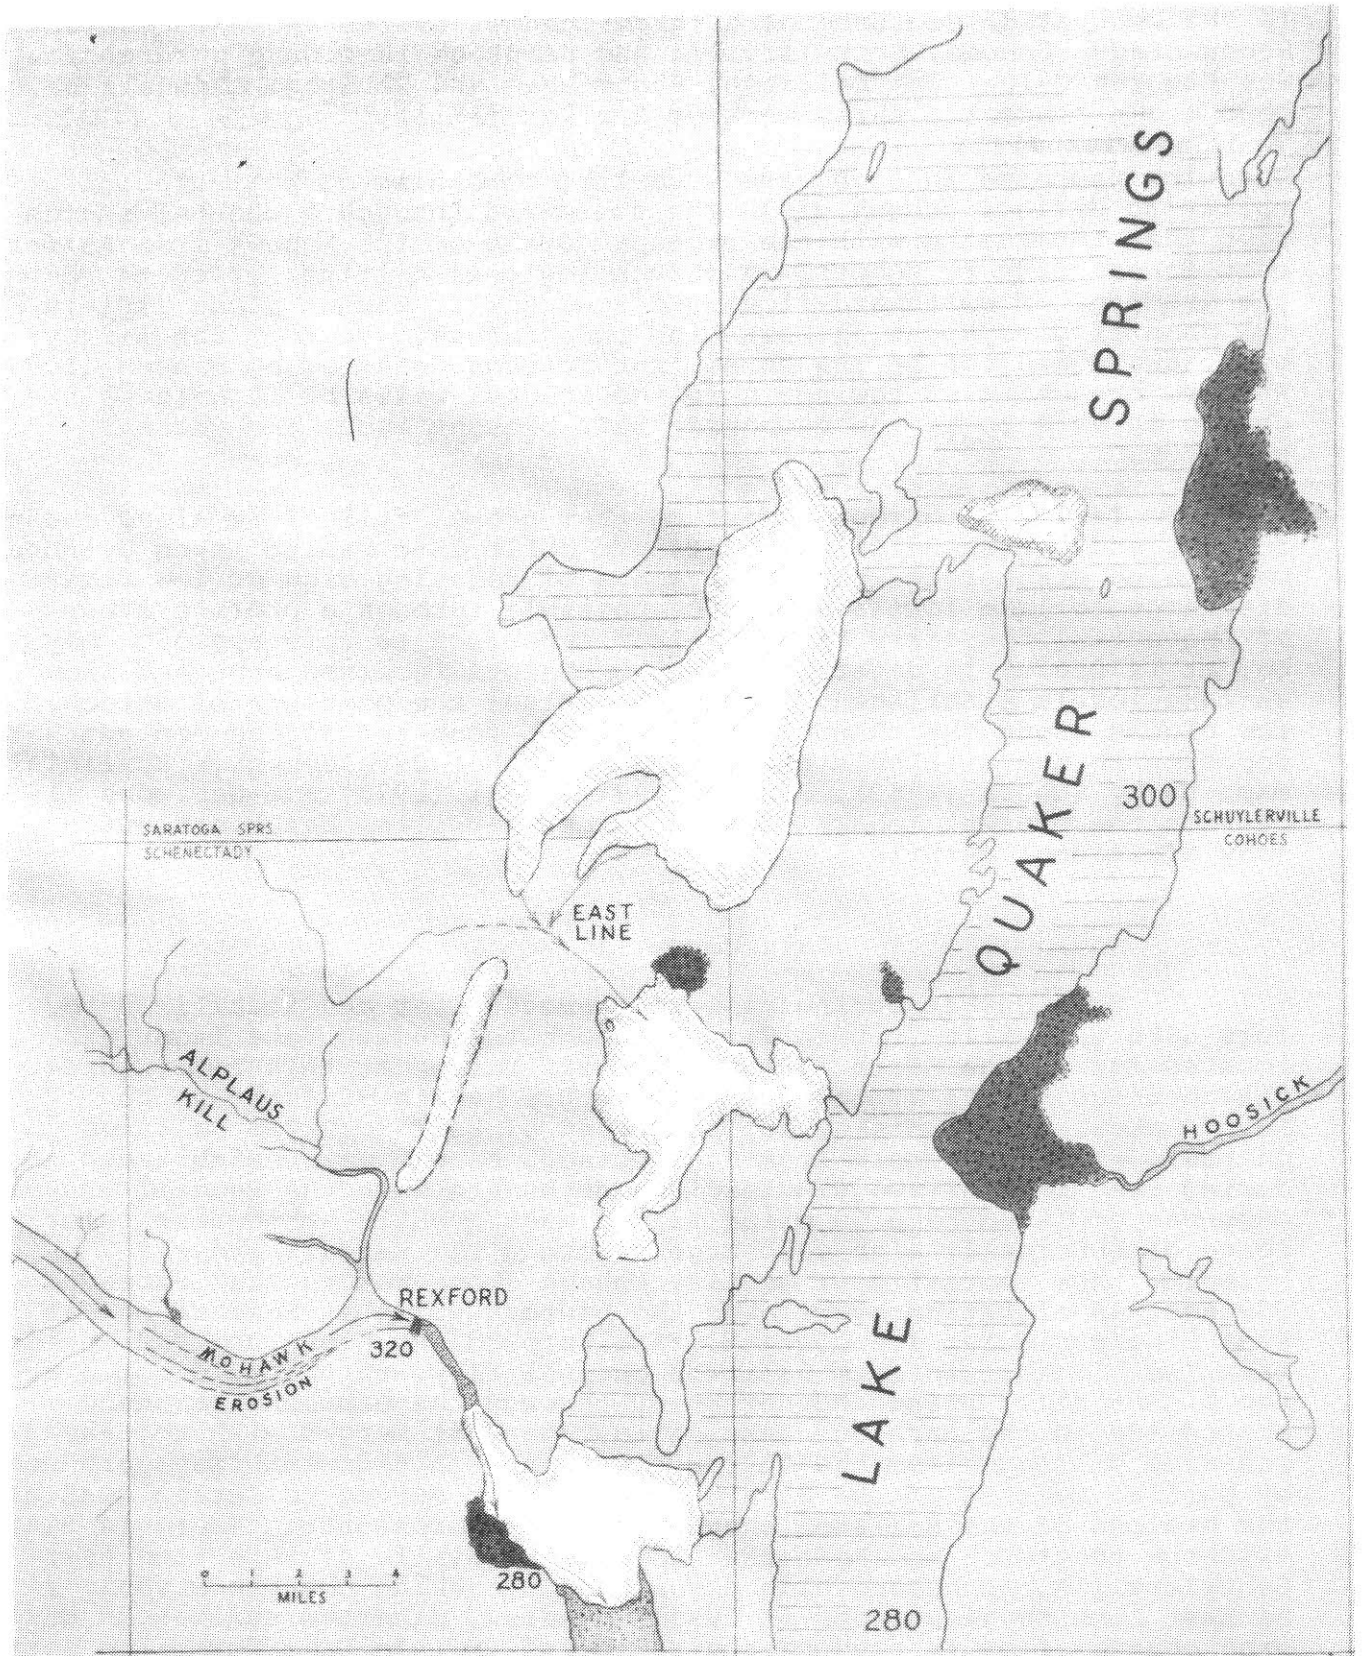 SPRINGS
QUAKER
300
SARATOGA SPRS
SCHENECTADY
SCHUYLERVILLE
COHOES
EAST
LINE
ALPLAUS
KILL
HOOSICK
REXFORD
320
MOHAWK
EROSION
LAKE
0 1 2 3 4
MILES
280
280